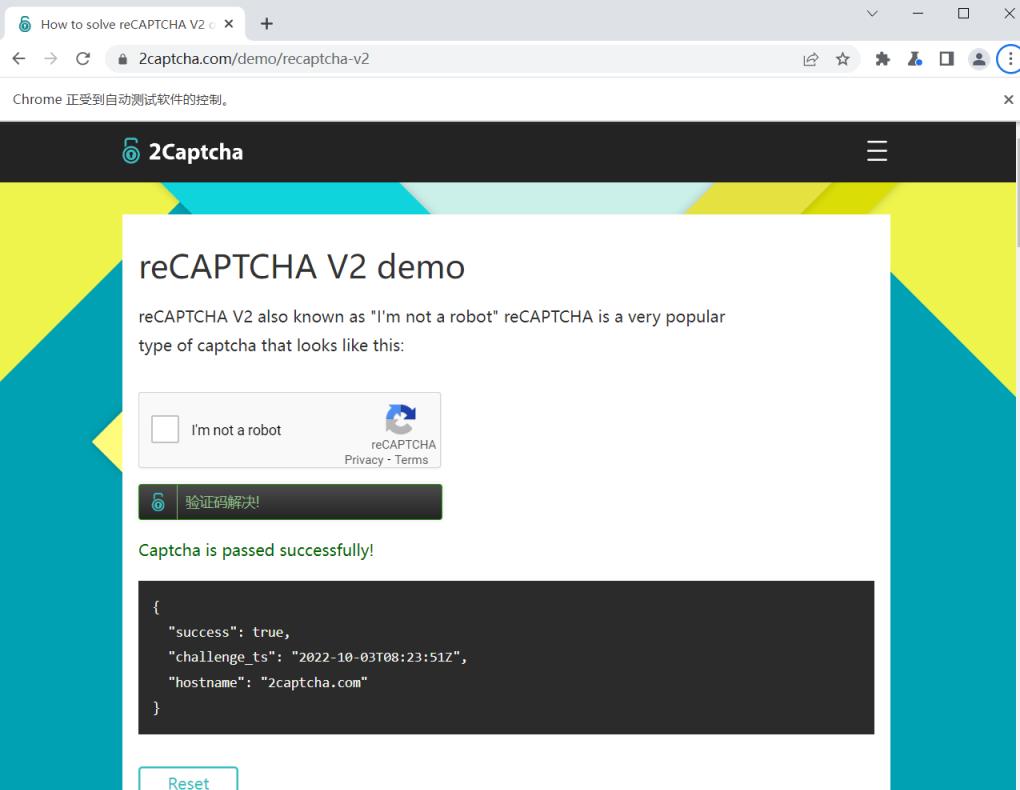 How to solve reCAPTCHA V2
2captcha.com/demo/recaptcha-v2
Chrome 正受到自动测试软件的控制。
2Captcha
reCAPTCHA V2 demo
reCAPTCHA V2 also known as "I'm not a robot" reCAPTCHA is a very popular
type of captcha that looks like this:
I'm not a robot
reCAPTCHA
Privacy - Terms
验证码解决!
Captcha is passed successfully!
{
"success": true,
"challenge_ts": "2022-10-03T08:23:51Z",
"hostname": "2captcha.com"
}
Reset